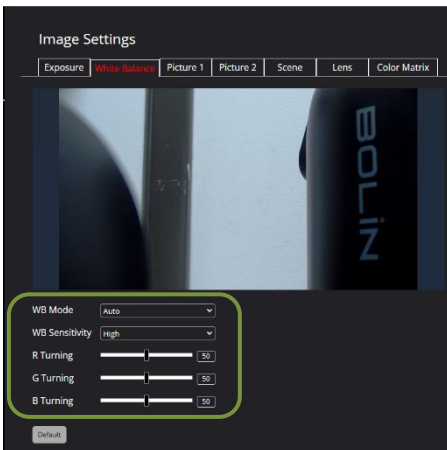 Image Settings
Exposure White Balance Picture 1 Picture 2 Scene Lens Color Matrix
BOLIN
WB Mode Auto
WB Sensitivity High
R Turning 50
G Turning 50
B Turning 50
Default